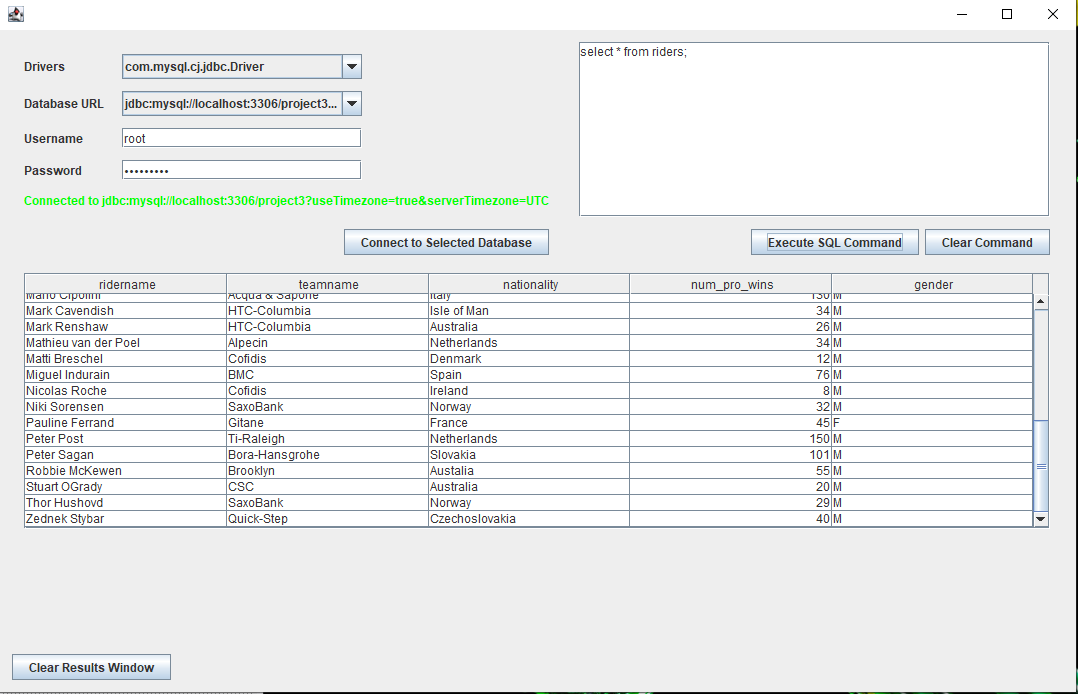 Drivers com.mysql.cj.jdbc.Driver
Database URL jdbc:mysql://localhost:3306/project3...
Username root
Password •••••••••
Connected to jdbc:mysql://localhost:3306/project3?useTimezone=true&serverTimezone=UTC
select * from riders;
Connect to Selected Database Execute SQL Command Clear Command
ridername teamname nationality num_pro_wins gender
Mario Cipolini Acqua & Sapone Italy 130 M
Mark Cavendish HTC-Columbia Isle of Man 34 M
Mark Renshaw HTC-Columbia Australia 26 M
Mathieu van der Poel Alpecin Netherlands 34 M
Matti Breschel Cofidis Denmark 12 M
Miguel Indurain BMC Spain 76 M
Nicolas Roche Cofidis Ireland 8 M
Niki Sorensen SaxoBank Norway 32 M
Pauline Ferrand Gitane France 45 F
Peter Post Ti-Raleigh Netherlands 150 M
Peter Sagan Bora-Hansgrohe Slovakia 101 M
Robbie McKewen Brooklyn Austalia 55 M
Stuart OGrady CSC Australia 20 M
Thor Hushovd SaxoBank Norway 29 M
Zednek Stybar Quick-Step Czechoslovakia 40 M
Clear Results Window